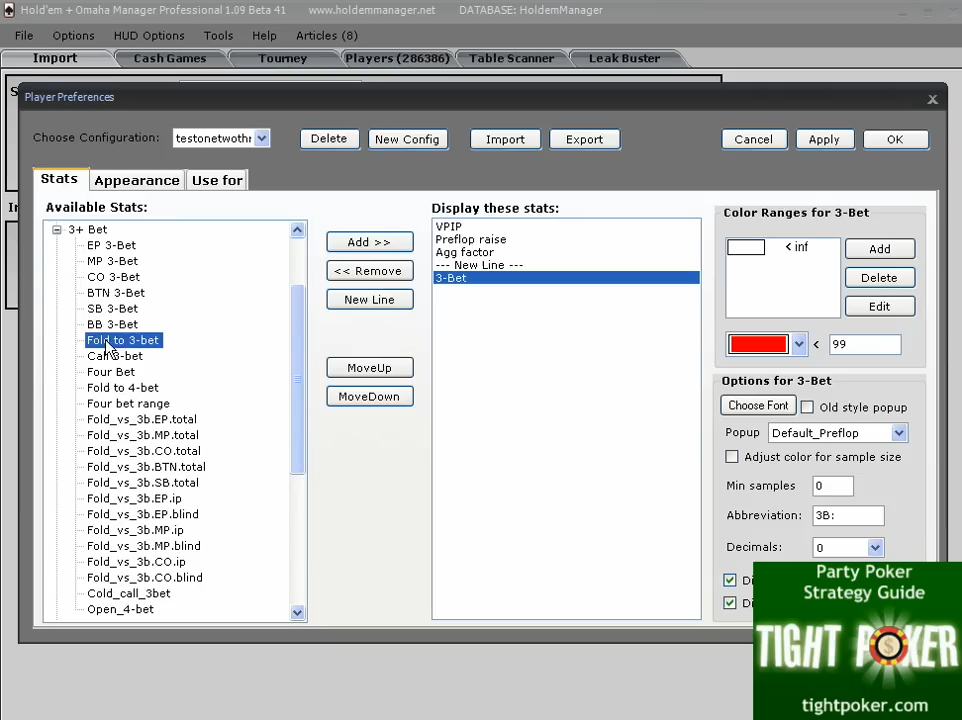 Hold'em + Omaha Manager Professional 1.09 Beta 41 www.holdemmanager.net DATABASE: HoldemManager
File Options HUD Options Tools Help Articles (8)
Import Cash Games Tourney Players (286386) Table Scanner Leak Buster
Player Preferences
Choose Configuration: testonetwothr Delete New Config Import Export Cancel Apply OK
Stats Appearance Use for
Available Stats:
3+ Bet
EP 3-Bet
MP 3-Bet
CO 3-Bet
BTN 3-Bet
SB 3-Bet
BB 3-Bet
Fold to 3-bet
Call 3-bet
Four Bet
Fold to 4-bet
Four bet range
Fold_vs_3b.EP.total
Fold_vs_3b.MP.total
Fold_vs_3b.CO.total
Fold_vs_3b.BTN.total
Fold_vs_3b.SB.total
Fold_vs_3b.EP.ip
Fold_vs_3b.EP.blind
Fold_vs_3b.MP.ip
Fold_vs_3b.MP.blind
Fold_vs_3b.CO.ip
Fold_vs_3b.CO.blind
Cold_call_3bet
Open_4-bet
Add >>
<< Remove
New Line
MoveUp
MoveDown
Display these stats:
VPIP
Preflop raise
Agg factor
--- New Line ---
3-Bet
Color Ranges for 3-Bet
< inf
Add
Delete
Edit
< 99
Options for 3-Bet
Choose Font Old style popup
Popup Default_Preflop
Adjust color for sample size
Min samples 0
Abbreviation: 3B:
Decimals: 0
Party Poker
Strategy Guide
TIGHT POKER
tightpoker.com